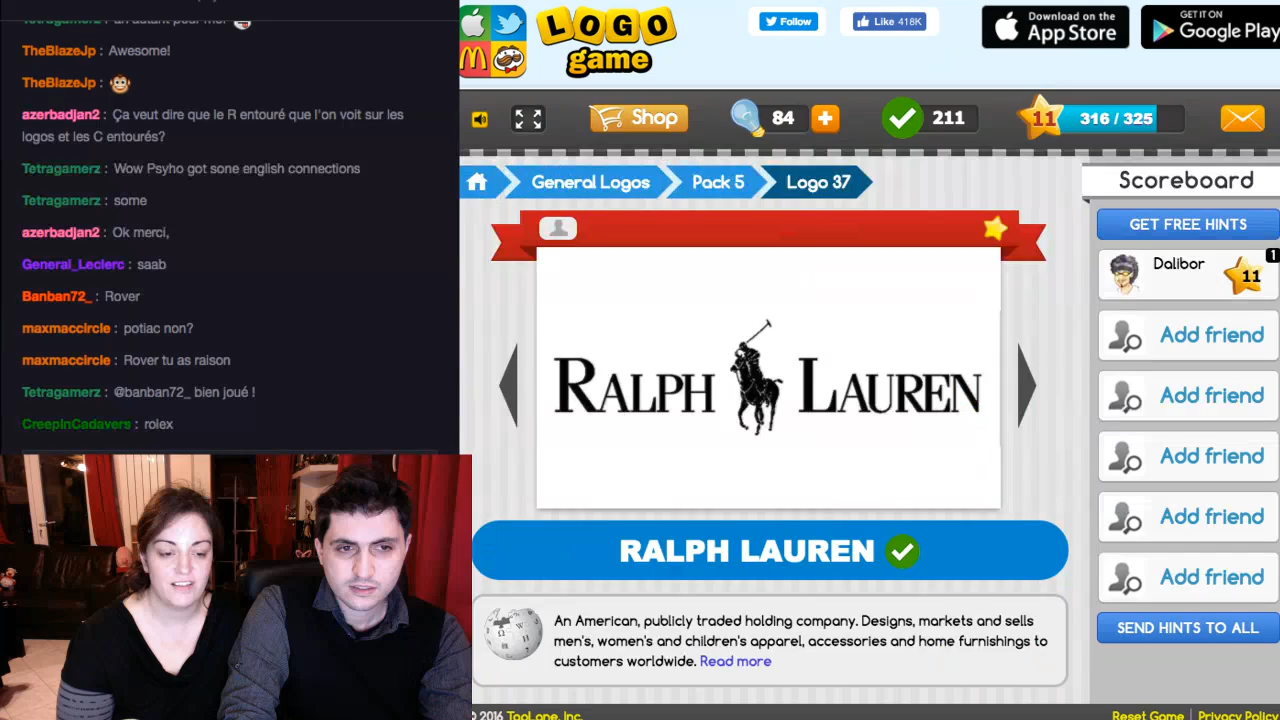 Tetragamerz : an autant pour moi
TheBlazeJp : Awesome!
TheBlazeJp :
azerbadjan2 : Ça veut dire que le R entouré que l'on voit sur les
logos et les C entourés?
Tetragamerz : Wow Psyho got sone english connections
Tetragamerz : some
azerbadjan2 : Ok merci,
General_Leclerc : saab
Banban72_ : Rover
maxmaccircle : potiac non?
maxmaccircle : Rover tu as raison
Tetragamerz : @banban72_ bien joué !
CreepinCadavers : rolex
LOGO
game
Follow
Like 418K
Download on the
App Store
GET IT ON
Google Play
Shop
84
211
11
316 / 325
General Logos
Pack 5
Logo 37
RALPH LAUREN
RALPH LAUREN
An American, publicly traded holding company. Designs, markets and sells
men's, women's and children's apparel, accessories and home furnishings to
customers worldwide. Read more
Scoreboard
GET FREE HINTS
1
Dalibor
11
Add friend
Add friend
Add friend
Add friend
Add friend
SEND HINTS TO ALL
© 2016 TooLane, Inc.
Reset Game | Privacy Policy